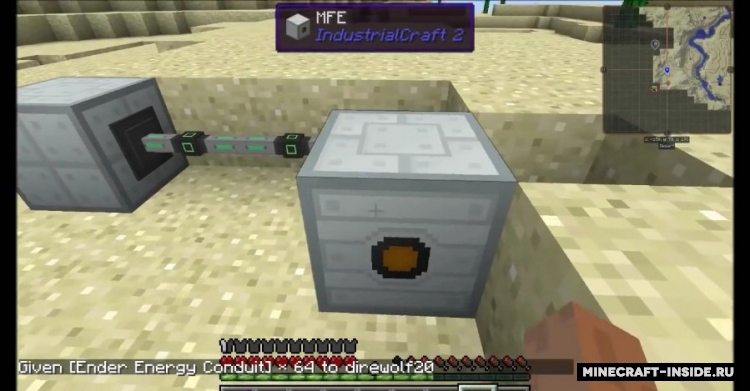 MFE
IndustrialCraft 2
Given [Ender Energy Conduit] * 64 to direwolf20
MINECRAFT-INSIDE.RU